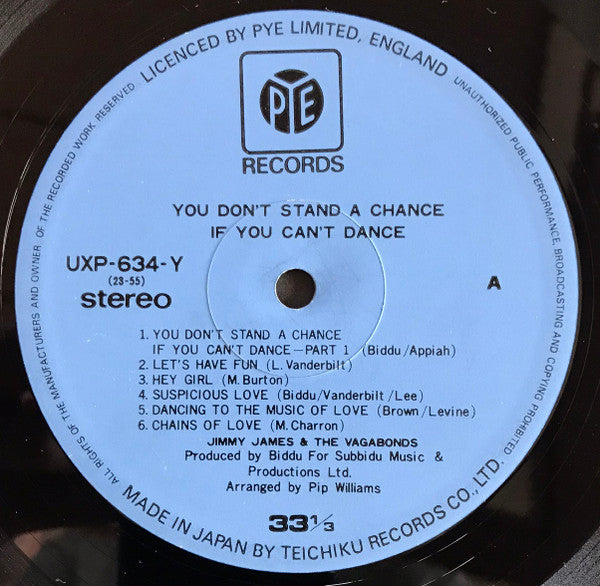 LICENCED BY PYE LIMITED, ENGLAND
UNAUTHORIZED PUBLIC PERFORMANCE, BROADCASTING AND COPYING PROHIBITED.
ALL RIGHTS OF THE MANUFACTURERS AND OWNER OF THE RECORDED WORK RESERVED.
PYE
RECORDS
YOU DON'T STAND A CHANCE
IF YOU CAN'T DANCE
UXP-634-Y
(23-55)
stereo
A
1. YOU DON'T STAND A CHANCE
IF YOU CAN'T DANCE—PART 1 (Biddu/Appiah)
2. LET'S HAVE FUN (L. Vanderbilt)
3. HEY GIRL (M. Burton)
4. SUSPICIOUS LOVE (Biddu/Vanderbilt/Lee)
5. DANCING TO THE MUSIC OF LOVE (Brown/Levine)
6. CHAINS OF LOVE (M. Charron)
JIMMY JAMES & THE VAGABONDS
Produced by Biddu For Subbidu Music &
Productions Ltd.
Arranged by Pip Williams
33 1/3
MADE IN JAPAN BY TEICHIKU RECORDS CO., LTD.